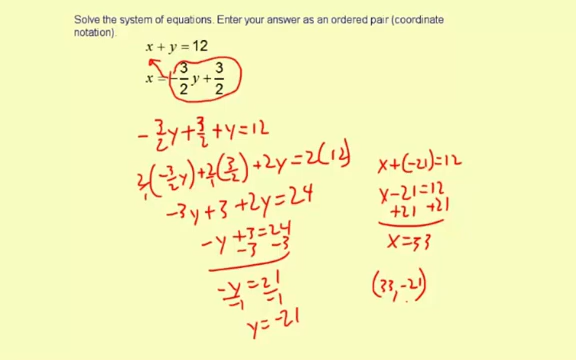 Solve the system of equations. Enter your answer as an ordered pair (coordinate
notation).
x + y = 12
x = -3/2 y + 3/2
-3/2 y + 3/2 + y = 12
2/1 (-3/2 y) + 2/1 (3/2) + 2y = 2(12)
-3y + 3 + 2y = 24
-y + 3 = 24
-3 -3
-y = 21
-1 -1
y = -21
x + (-21) = 12
x - 21 = 12
+21 +21
x = 33
(33, -21)